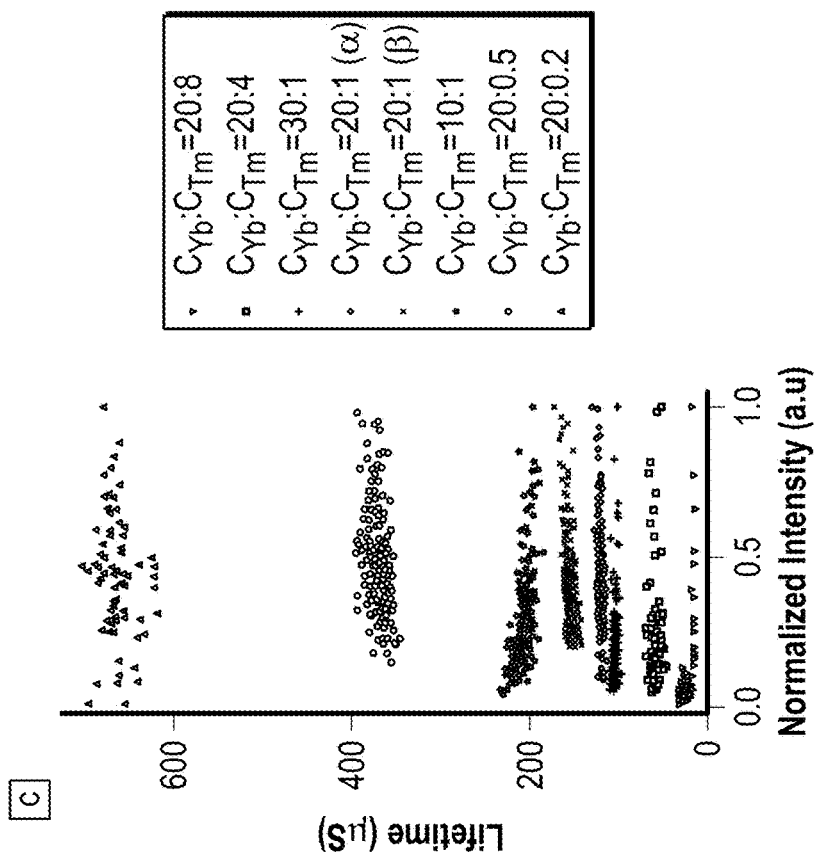 C
Lifetime (μS)
600
400
200
0
0.0
0.5
1.0
Normalized Intensity (a.u)
C_Yb:C_Tm=20:8
C_Yb:C_Tm=20:4
C_Yb:C_Tm=30:1
C_Yb:C_Tm=20:1 (α)
C_Yb:C_Tm=20:1 (β)
C_Yb:C_Tm=10:1
C_Yb:C_Tm=20:0.5
C_Yb:C_Tm=20:0.2